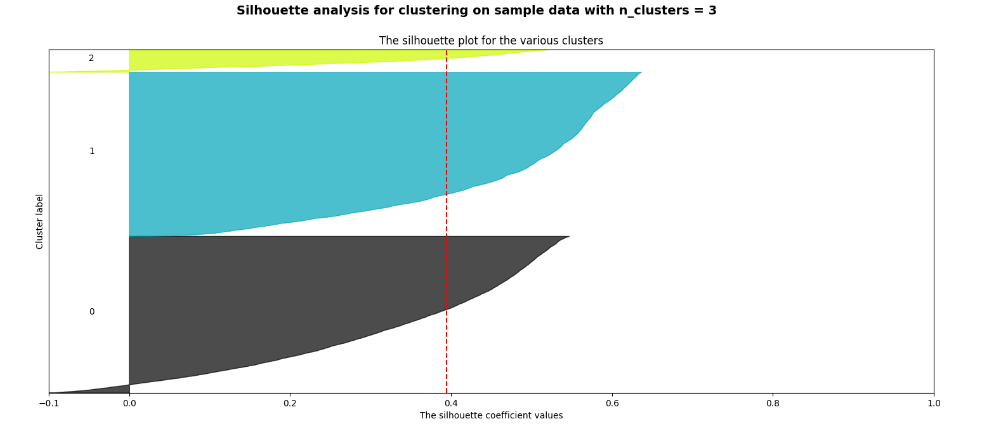 Silhouette analysis for clustering on sample data with n_clusters = 3
The silhouette plot for the various clusters
2
1
0
Cluster label
−0.1 0.0 0.2 0.4 0.6 0.8 1.0
The silhouette coefficient values